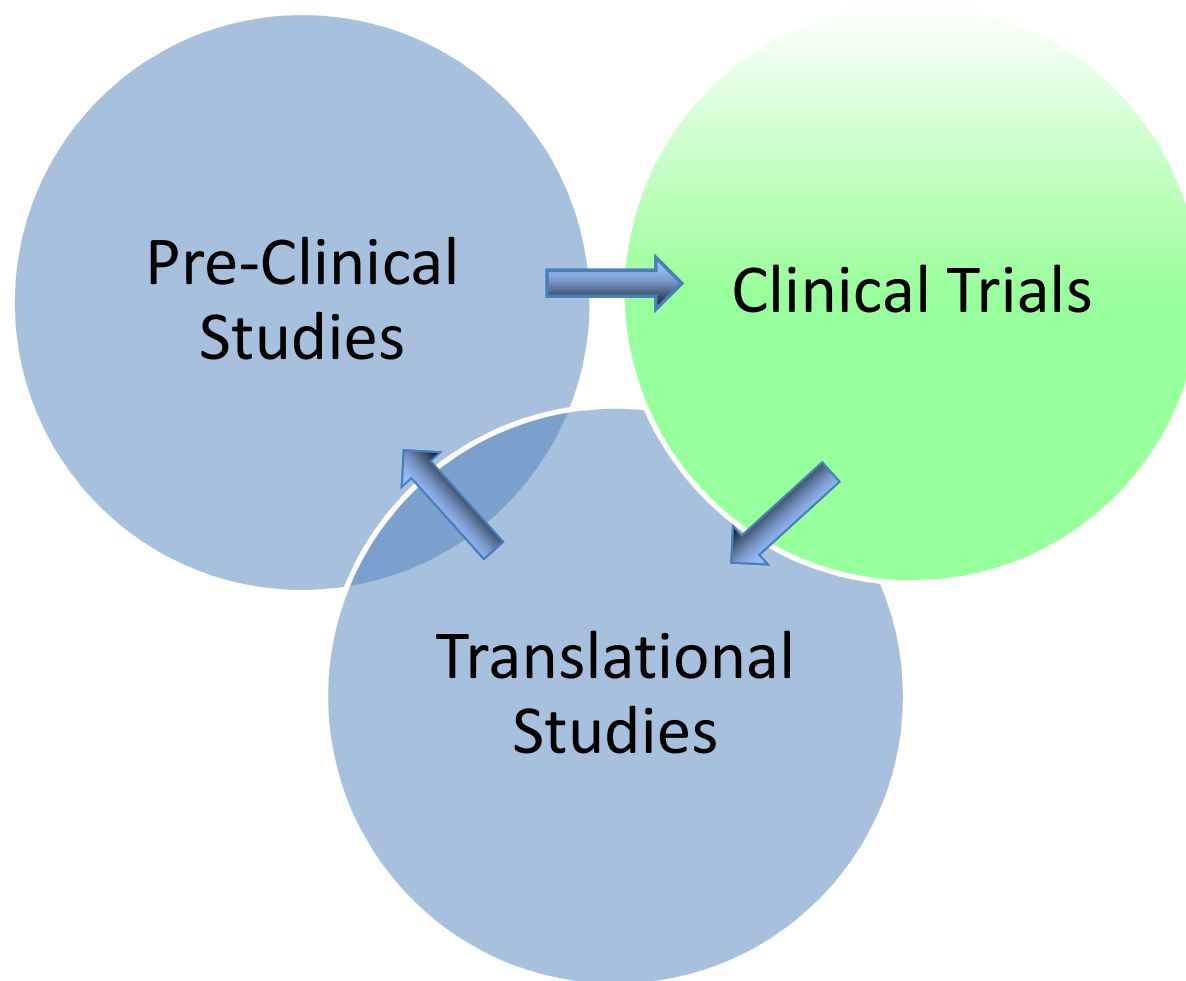 Pre-Clinical
Studies
Clinical Trials
Translational
Studies